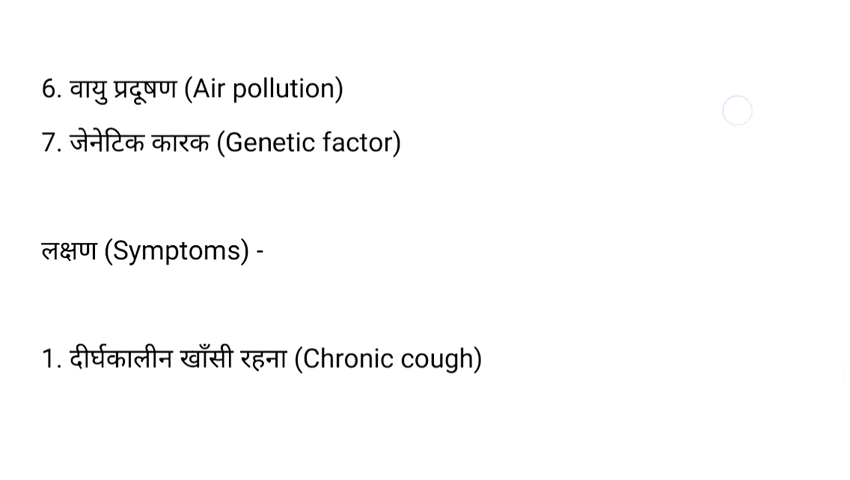 6. वायु प्रदूषण (Air pollution)
7. जेनेटिक कारक (Genetic factor)
लक्षण (Symptoms) -
1. दीर्घकालीन खाँसी रहना (Chronic cough)